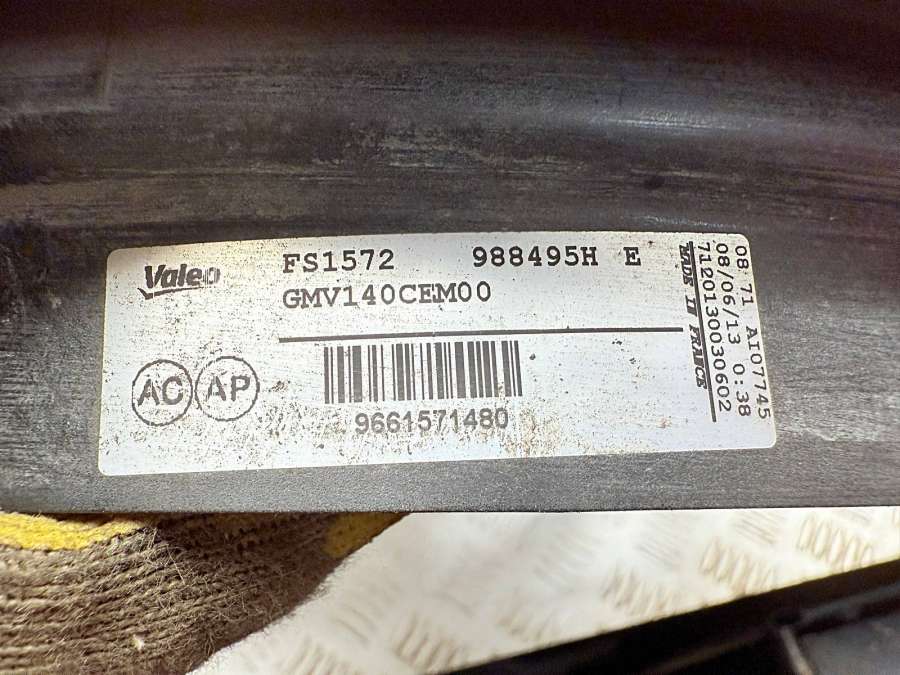 Valeo
FS1572 988495H E
GMV140CEM00
AC AP
9661571480
08 71 AI07745
08/06/13 0:38
7120130030602
MADE IN FRANCE